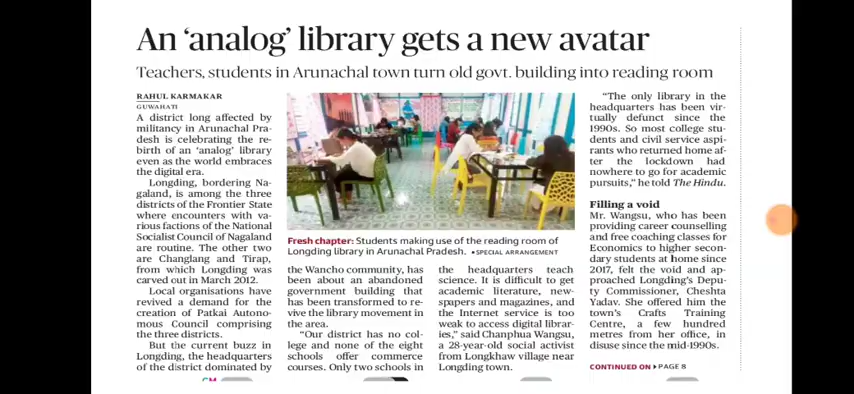 An ‘analog’ library gets a new avatar
Teachers, students in Arunachal town turn old govt. building into reading room
RAHUL KARMAKAR
GUWAHATI
A district long affected by
militancy in Arunachal Pra-
desh is celebrating the re-
birth of an ‘analog’ library
even as the world embraces
the digital era.
Longding, bordering Na-
galand, is among the three
districts of the Frontier State
where encounters with va-
rious factions of the National
Socialist Council of Nagaland
are routine. The other two
are Changlang and Tirap,
from which Longding was
carved out in March 2012.
Local organisations have
revived a demand for the
creation of Patkai Autono-
mous Council comprising
the three districts.
But the current buzz in
Longding, the headquarters
of the district dominated by
Fresh chapter: Students making use of the reading room of
Longding library in Arunachal Pradesh. •SPECIAL ARRANGEMENT
the Wancho community, has
been about an abandoned
government building that
has been transformed to re-
vive the library movement in
the area.
“Our district has no col-
lege and none of the eight
schools offer commerce
courses. Only two schools in
the headquarters teach
science. It is difficult to get
academic literature, new-
spapers and magazines, and
the Internet service is too
weak to access digital librar-
ies,” said Chanphua Wangsu,
a 28-year-old social activist
from Longkhaw village near
Longding town.
“The only library in the
headquarters has been vir-
tually defunct since the
1990s. So most college stu-
dents and civil service aspi-
rants who returned home af-
ter the lockdown had
nowhere to go for academic
pursuits,” he told The Hindu.
Filling a void
Mr. Wangsu, who has been
providing career counselling
and free coaching classes for
Economics to higher secon-
dary students at home since
2017, felt the void and ap-
proached Longding’s Depu-
ty Commissioner, Cheshta
Yadav. She offered him the
town’s Crafts Training
Centre, a few hundred
metres from her office, in
disuse since the mid-1990s.
CONTINUED ON ▸ PAGE 8